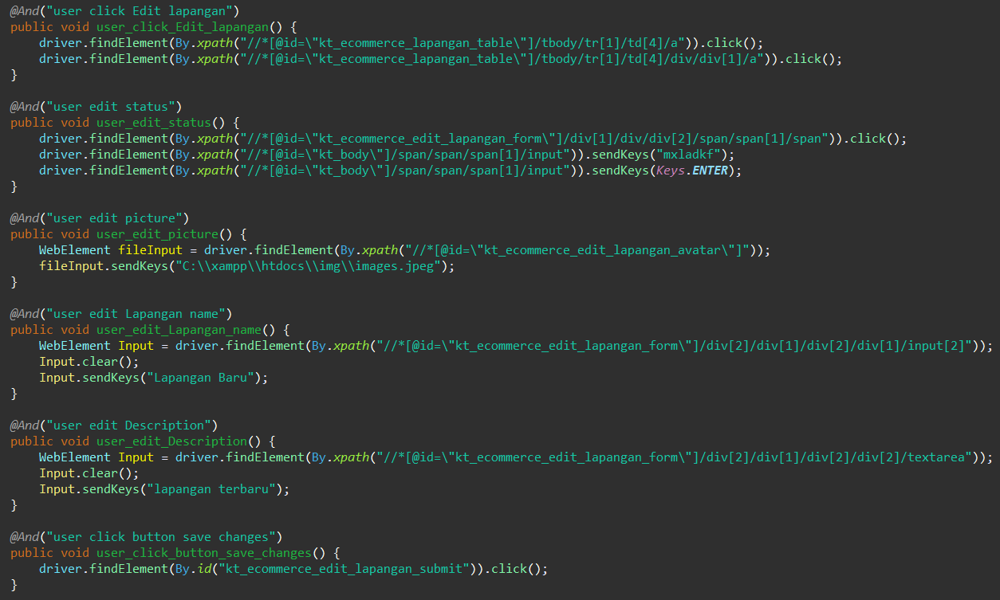 @And("user click Edit lapangan")
public void user_click_Edit_lapangan() {
    driver.findElement(By.xpath("//*[@id=\"kt_ecommerce_lapangan_table\"]/tbody/tr[1]/td[4]/a")).click();
    driver.findElement(By.xpath("//*[@id=\"kt_ecommerce_lapangan_table\"]/tbody/tr[1]/td[4]/div/div[1]/a")).click();
}

@And("user edit status")
public void user_edit_status() {
    driver.findElement(By.xpath("//*[@id=\"kt_ecommerce_edit_lapangan_form\"]/div[1]/div/div[2]/span/span[1]/span")).click();
    driver.findElement(By.xpath("//*[@id=\"kt_body\"]/span/span/span[1]/input")).sendKeys("mxladkf");
    driver.findElement(By.xpath("//*[@id=\"kt_body\"]/span/span/span[1]/input")).sendKeys(Keys.ENTER);
}

@And("user edit picture")
public void user_edit_picture() {
    WebElement fileInput = driver.findElement(By.xpath("//*[@id=\"kt_ecommerce_edit_lapangan_avatar\"]"));
    fileInput.sendKeys("C:\\xampp\\htdocs\\img\\images.jpeg");
}

@And("user edit Lapangan name")
public void user_edit_Lapangan_name() {
    WebElement Input = driver.findElement(By.xpath("//*[@id=\"kt_ecommerce_edit_lapangan_form\"]/div[2]/div[1]/div[2]/div[1]/input[2]"));
    Input.clear();
    Input.sendKeys("Lapangan Baru");
}

@And("user edit Description")
public void user_edit_Description() {
    WebElement Input = driver.findElement(By.xpath("//*[@id=\"kt_ecommerce_edit_lapangan_form\"]/div[2]/div[1]/div[2]/div[2]/textarea"));
    Input.clear();
    Input.sendKeys("lapangan terbaru");
}

@And("user click button save changes")
public void user_click_button_save_changes() {
    driver.findElement(By.id("kt_ecommerce_edit_lapangan_submit")).click();
}